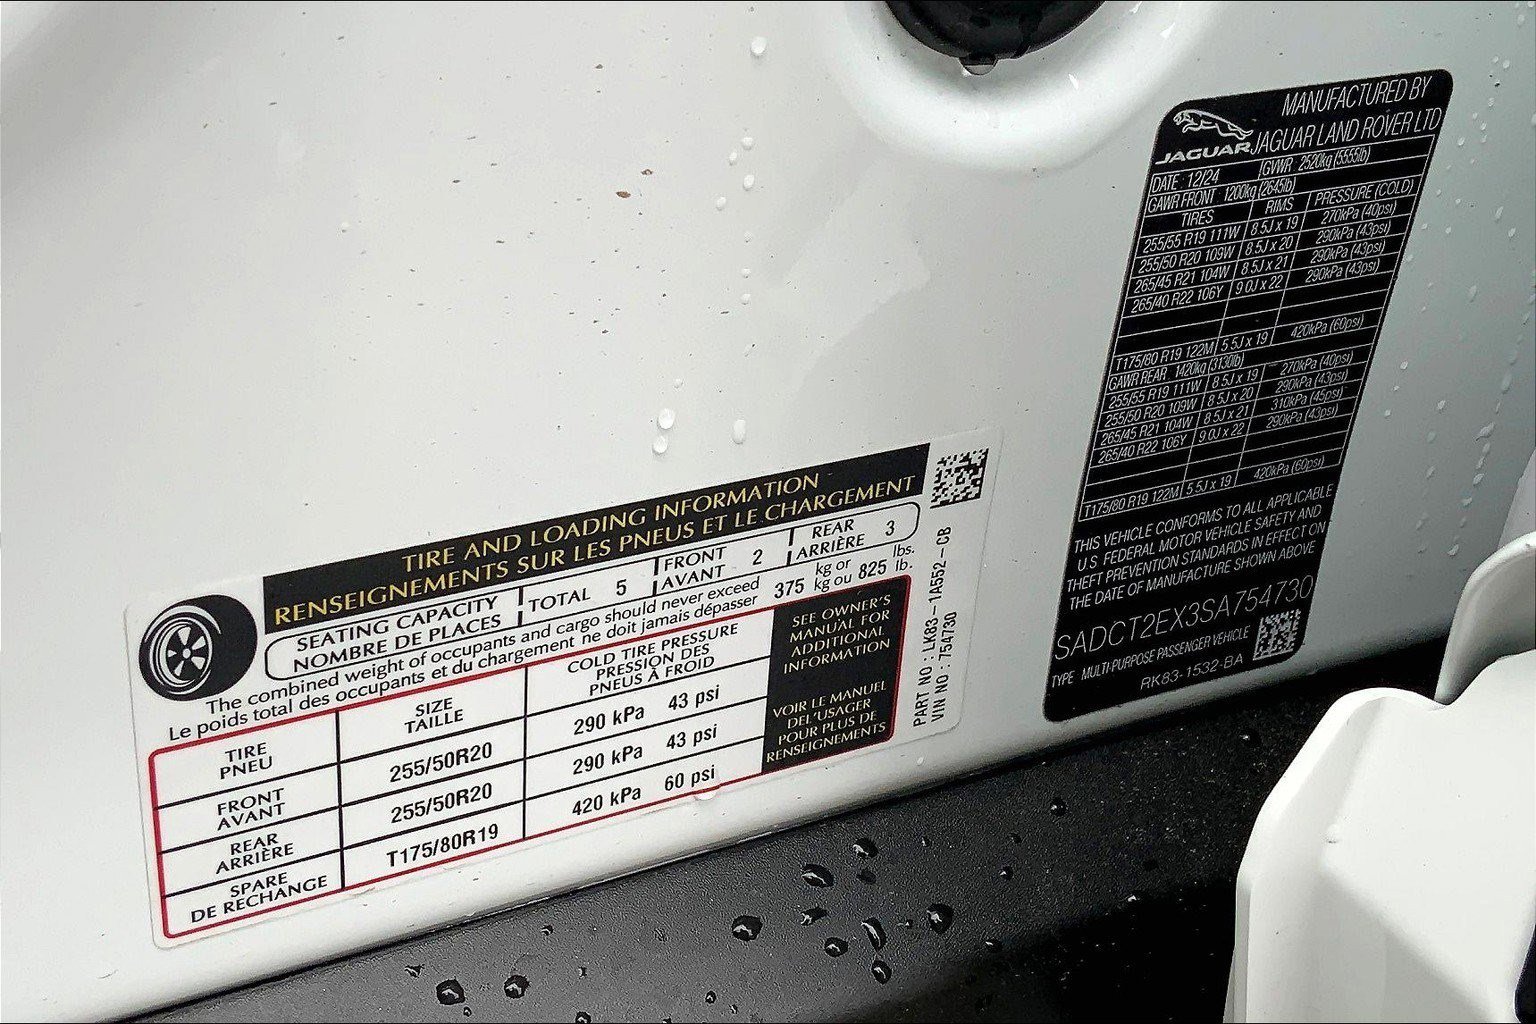 TIRE AND LOADING INFORMATION
RENSEIGNEMENTS SUR LES PNEUS ET LE CHARGEMENT
SEATING CAPACITY
NOMBRE DE PLACES
TOTAL 5
FRONT
AVANT
2
REAR
ARRIÈRE
3
The combined weight of occupants and cargo should never exceed 375 kg or 825 lbs.
Le poids total des occupants et du chargement ne doit jamais dépasser kg ou lb.
TIRE
PNEU
SIZE
TAILLE
COLD TIRE PRESSURE
PRESSION DES
PNEUS À FROID
FRONT
AVANT
255/50R20
290 kPa 43 psi
REAR
ARRIÈRE
255/50R20
290 kPa 43 psi
SPARE
DE RECHANGE
T175/80R19
420 kPa 60 psi
SEE OWNER'S
MANUAL FOR
ADDITIONAL
INFORMATION
VOIR LE MANUEL
DEL'USAGER
POUR PLUS DE
RENSEIGNEMENTS
PART NO : LK83-1A552-CB
VIN NO : 754730
JAGUAR
MANUFACTURED BY
JAGUAR LAND ROVER LTD
DATE 12/24 GVWR 2520kg (5555lb)
GAWR FRONT 1200kg (2645lb)
TIRES RIMS PRESSURE (COLD)
255/55 R19 111W 8.5J x 19 270kPa (40psi)
255/50 R20 109W 8.5J x 20 290kPa (43psi)
265/45 R21 104W 8.5J x 21 290kPa (43psi)
265/40 R22 106Y 9.0J x 22 290kPa (43psi)
T175/80 R19 122M 5.5J x 19 420kPa (60psi)
GAWR REAR 1420kg (3130lb)
255/55 R19 111W 8.5J x 19 270kPa (40psi)
255/50 R20 109W 8.5J x 20 290kPa (43psi)
265/45 R21 104W 8.5J x 21 310kPa (45psi)
265/40 R22 106Y 9.0J x 22 290kPa (43psi)
T175/80 R19 122M 5.5J x 19 420kPa (60psi)
THIS VEHICLE CONFORMS TO ALL APPLICABLE
U.S. FEDERAL MOTOR VEHICLE SAFETY AND
THEFT PREVENTION STANDARDS IN EFFECT ON
THE DATE OF MANUFACTURE SHOWN ABOVE
SADCT2EX3SA754730
TYPE MULTI-PURPOSE PASSENGER VEHICLE
RK83-1532-BA